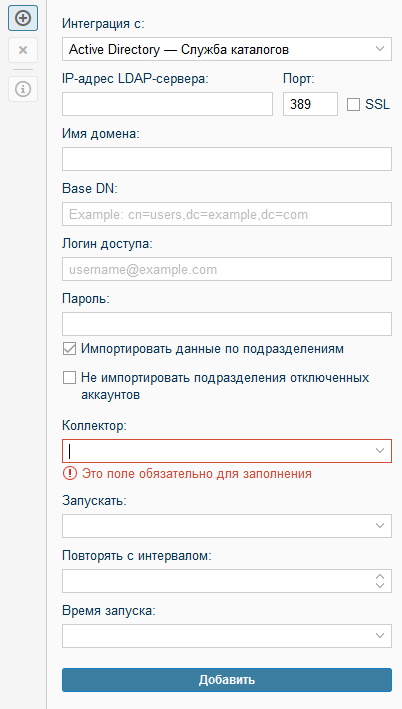 Интеграция с:
Active Directory — Служба каталогов
IP-адрес LDAP-сервера: Порт:
389 SSL
Имя домена:
Base DN:
Example: cn=users,dc=example,dc=com
Логин доступа:
username@example.com
Пароль:
Импортировать данные по подразделениям
Не импортировать подразделения отключенных
аккаунтов
Коллектор:
Это поле обязательно для заполнения
Запускать:
Повторять с интервалом:
Время запуска:
Добавить